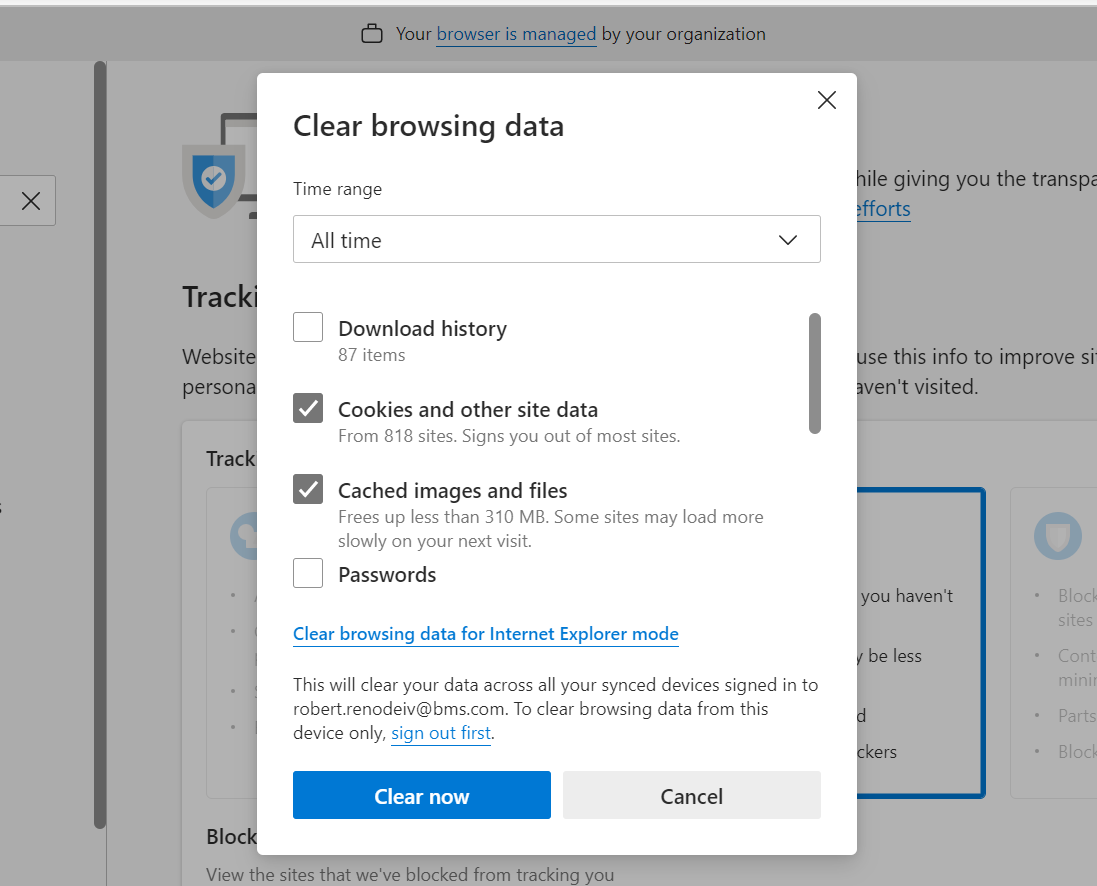 Your browser is managed by your organization
Clear browsing data
Time range
hile giving you the transpa
efforts
All time
Tracki
Download history
87 items
Website
use this info to improve sit
persona
aven't visited.
Cookies and other site data
From 818 sites. Signs you out of most sites.
Track
Cached images and files
Frees up less than 310 MB. Some sites may load more
slowly on your next visit.
Passwords
you haven't
Block
sites
Clear browsing data for Internet Explorer mode
y be less
Cont
minin
This will clear your data across all your synced devices signed in to
robert.renodeiv@bms.com. To clear browsing data from this
device only, sign out first.
d
Parts
ckers
Block
Clear now
Cancel
Block
View the sites that we've blocked from tracking you